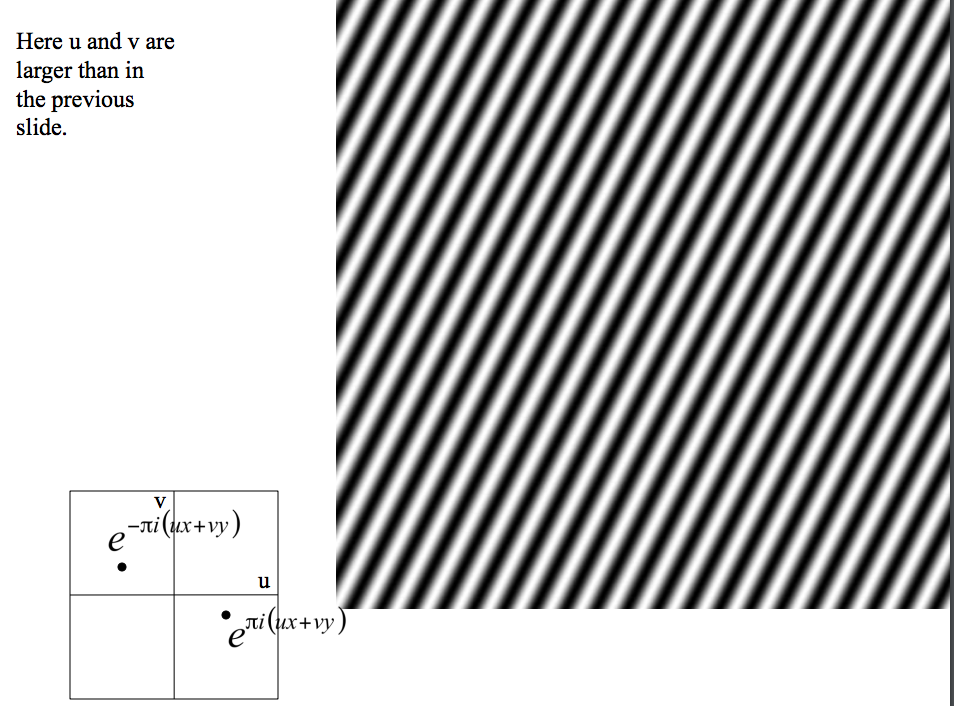 Here u and v are
larger than in
the previous
slide.
v
e^{−πi(ux+vy)}
u
e^{πi(ux+vy)}